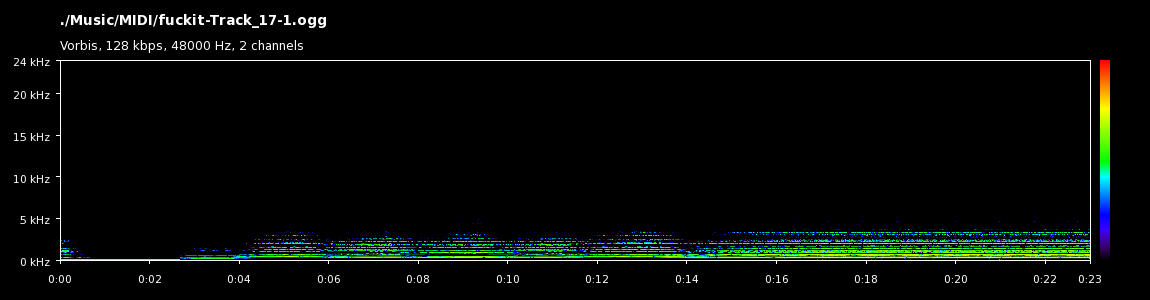 ./Music/MIDI/fuckit-Track_17-1.ogg
Vorbis, 128 kbps, 48000 Hz, 2 channels
24 kHz
20 kHz
15 kHz
10 kHz
5 kHz
0 kHz
0:00 0:02 0:04 0:06 0:08 0:10 0:12 0:14 0:16 0:18 0:20 0:22 0:23